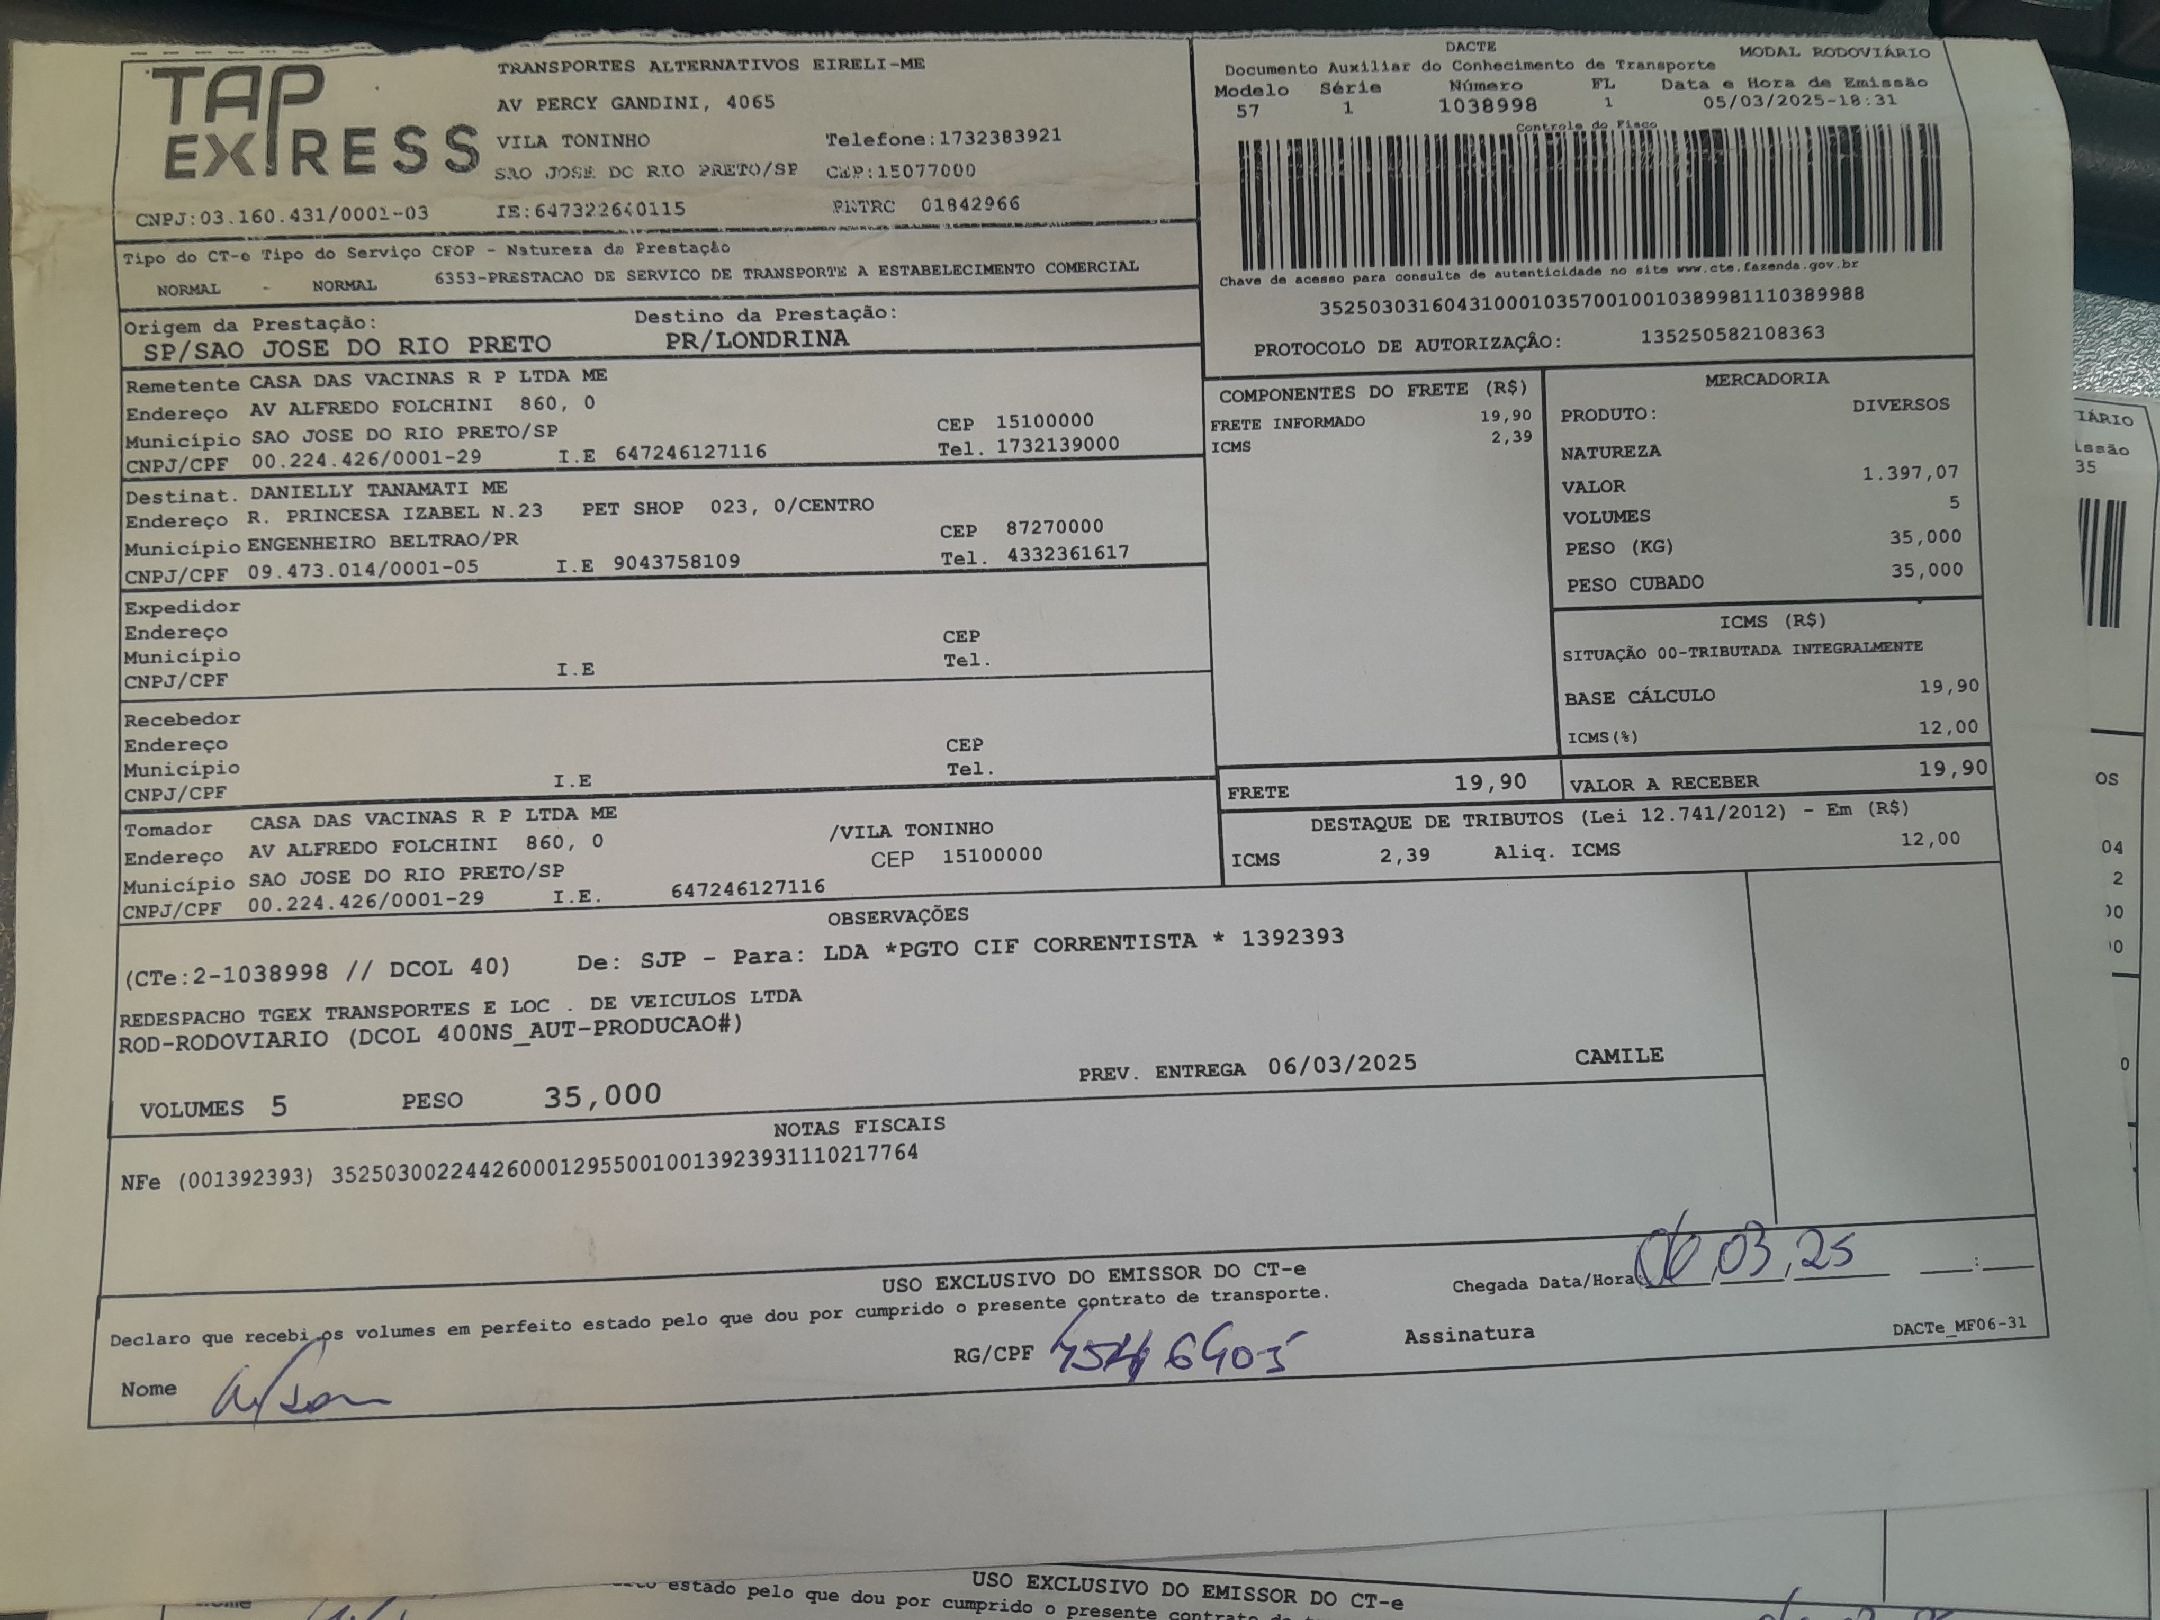 TAP EXPRESS
TRANSPORTES ALTERNATIVOS EIRELI-ME
AV PERCY GANDINI, 4065
VILA TONINHO Telefone:1732383921
SAO JOSE DO RIO PRETO/SP CEP:15077000
CNPJ:03.160.431/0001-03 IE:647322640115 RNTRC 01842966
DACTE MODAL RODOVIÁRIO
Documento Auxiliar do Conhecimento de Transporte
Modelo Série Número FL Data e Hora de Emissão
57 1 1038998 1 05/03/2025-18:31
Controle do Fisco
Chave de acesso para consulta de autenticidade no site www.cte.fazenda.gov.br
35250303160431000103570010010389981110389988
PROTOCOLO DE AUTORIZAÇÂO: 135250582108363
Tipo do CT-e Tipo do Serviço CFOP - Natureza da Prestação
NORMAL - NORMAL 6353-PRESTACAO DE SERVICO DE TRANSPORTE A ESTABELECIMENTO COMERCIAL
Origem da Prestação: Destino da Prestação:
SP/SAO JOSE DO RIO PRETO PR/LONDRINA
Remetente CASA DAS VACINAS R P LTDA ME
Endereço AV ALFREDO FOLCHINI 860, 0
Município SAO JOSE DO RIO PRETO/SP CEP 15100000
CNPJ/CPF 00.224.426/0001-29 I.E 647246127116 Tel. 1732139000
Destinat. DANIELLY TANAMATI ME
Endereço R. PRINCESA IZABEL N.23 PET SHOP 023, 0/CENTRO
Município ENGENHEIRO BELTRAO/PR CEP 87270000
CNPJ/CPF 09.473.014/0001-05 I.E 9043758109 Tel. 4332361617
Expedidor
Endereço
Município CEP
CNPJ/CPF I.E Tel.
Recebedor
Endereço
Município CEP
CNPJ/CPF I.E Tel.
Tomador CASA DAS VACINAS R P LTDA ME
Endereço AV ALFREDO FOLCHINI 860, 0 /VILA TONINHO
Município SAO JOSE DO RIO PRETO/SP CEP 15100000
CNPJ/CPF 00.224.426/0001-29 I.E. 647246127116
COMPONENTES DO FRETE (R$)
FRETE INFORMADO 19,90
ICMS 2,39
MERCADORIA
PRODUTO: DIVERSOS
NATUREZA
VALOR 1.397,07
VOLUMES 5
PESO (KG) 35,000
PESO CUBADO 35,000
ICMS (R$)
SITUAÇÃO 00-TRIBUTADA INTEGRALMENTE
BASE CÁLCULO 19,90
ICMS(%) 12,00
FRETE 19,90 VALOR A RECEBER 19,90
DESTAQUE DE TRIBUTOS (Lei 12.741/2012) - Em (R$)
ICMS 2,39 Aliq. ICMS 12,00
OBSERVAÇÕES
(CTe:2-1038998 // DCOL 40) De: SJP - Para: LDA *PGTO CIF CORRENTISTA * 1392393
REDESPACHO TGEX TRANSPORTES E LOC . DE VEICULOS LTDA
ROD-RODOVIARIO (DCOL 400NS_AUT-PRODUCAO#)
PREV. ENTREGA 06/03/2025 CAMILE
VOLUMES 5 PESO 35,000
NOTAS FISCAIS
NFe (001392393) 35250300224426000129550010013923931110217764
USO EXCLUSIVO DO EMISSOR DO CT-e
Declaro que recebi os volumes em perfeito estado pelo que dou por cumprido o presente contrato de transporte.
Chegada Data/Hora: 06,03,25 :
Nome RG/CPF Assinatura
DACTe_MF06-31
IÁRIO
issão
35
OS
04
2
00
0
USO EXCLUSIVO DO EMISSOR DO CT-e
estado pelo que dou por cumprido o presente contrato de
Nome